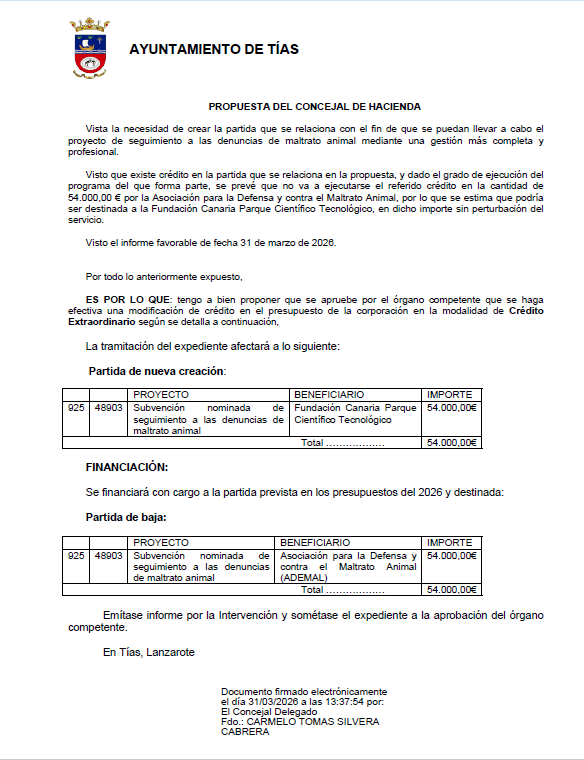 AYUNTAMIENTO DE TÍAS
PROPUESTA DEL CONCEJAL DE HACIENDA
Vista la necesidad de crear la partida que se relaciona con el fin de que se puedan llevar a cabo el
proyecto de seguimiento a las denuncias de maltrato animal mediante una gestión más completa y
profesional.
Visto que existe crédito en la partida que se relaciona en la propuesta, y dado el grado de ejecución del
programa del que forma parte, se prevé que no va a ejecutarse el referido crédito en la cantidad de
54.000,00 € por la Asociación para la Defensa y contra el Maltrato Animal, por lo que se estima que podría
ser destinada a la Fundación Canaria Parque Científico Tecnológico, en dicho importe sin perturbación del
servicio.
Visto el informe favorable de fecha 31 de marzo de 2026.
Por todo lo anteriormente expuesto,
ES POR LO QUE: tengo a bien proponer que se apruebe por el órgano competente que se haga
efectiva una modificación de crédito en el presupuesto de la corporación en la modalidad de Crédito
Extraordinario según se detalla a continuación,
La tramitación del expediente afectará a lo siguiente:
Partida de nueva creación:
PROYECTO BENEFICIARIO IMPORTE
925 48903 Subvención nominada de Fundación Canaria Parque 54.000,00€
seguimiento a las denuncias de Científico Tecnológico
maltrato animal
Total ……………… 54.000,00€
FINANCIACIÓN:
Se financiará con cargo a la partida prevista en los presupuestos del 2026 y destinada:
Partida de baja:
PROYECTO BENEFICIARIO IMPORTE
925 48903 Subvención nominada de Asociación para la Defensa y 54.000,00€
seguimiento a las denuncias contra el Maltrato Animal
de maltrato animal (ADEMAL)
Total ……………… 54.000,00€
Emítase informe por la Intervención y sométase el expediente a la aprobación del órgano
competente.
En Tías, Lanzarote
Documento firmado electrónicamente
el día 31/03/2026 a las 13:37:54 por:
El Concejal Delegado
Fdo.: CARMELO TOMAS SILVERA
CABRERA